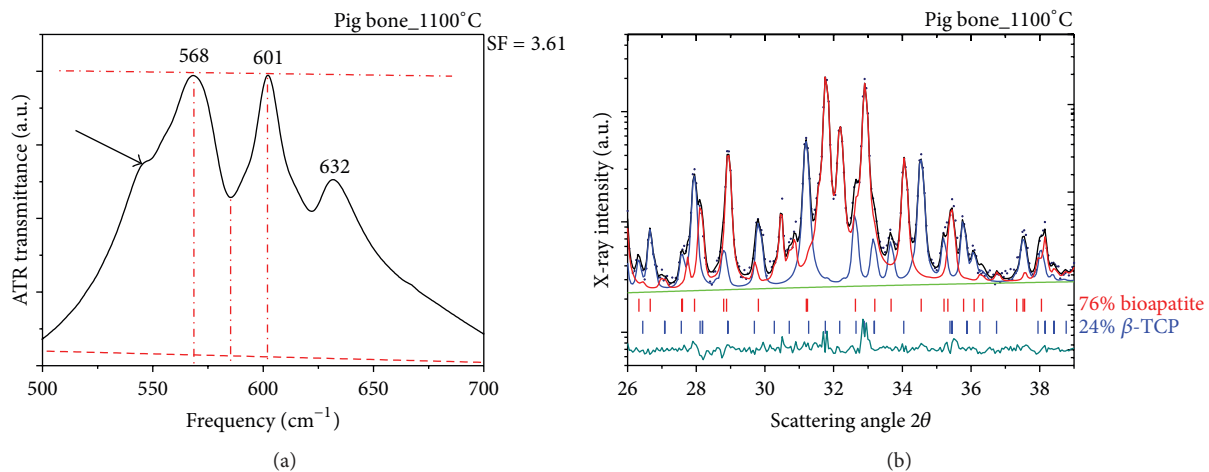 Pig bone_1100°C
SF = 3.61
568
601
632
ATR transmittance (a.u.)
500
550
600
650
700
Frequency (cm⁻¹)
(a)
Pig bone_1100°C
X-ray intensity (a.u.)
76% bioapatite
24% β-TCP
26
28
30
32
34
36
38
Scattering angle 2θ
(b)